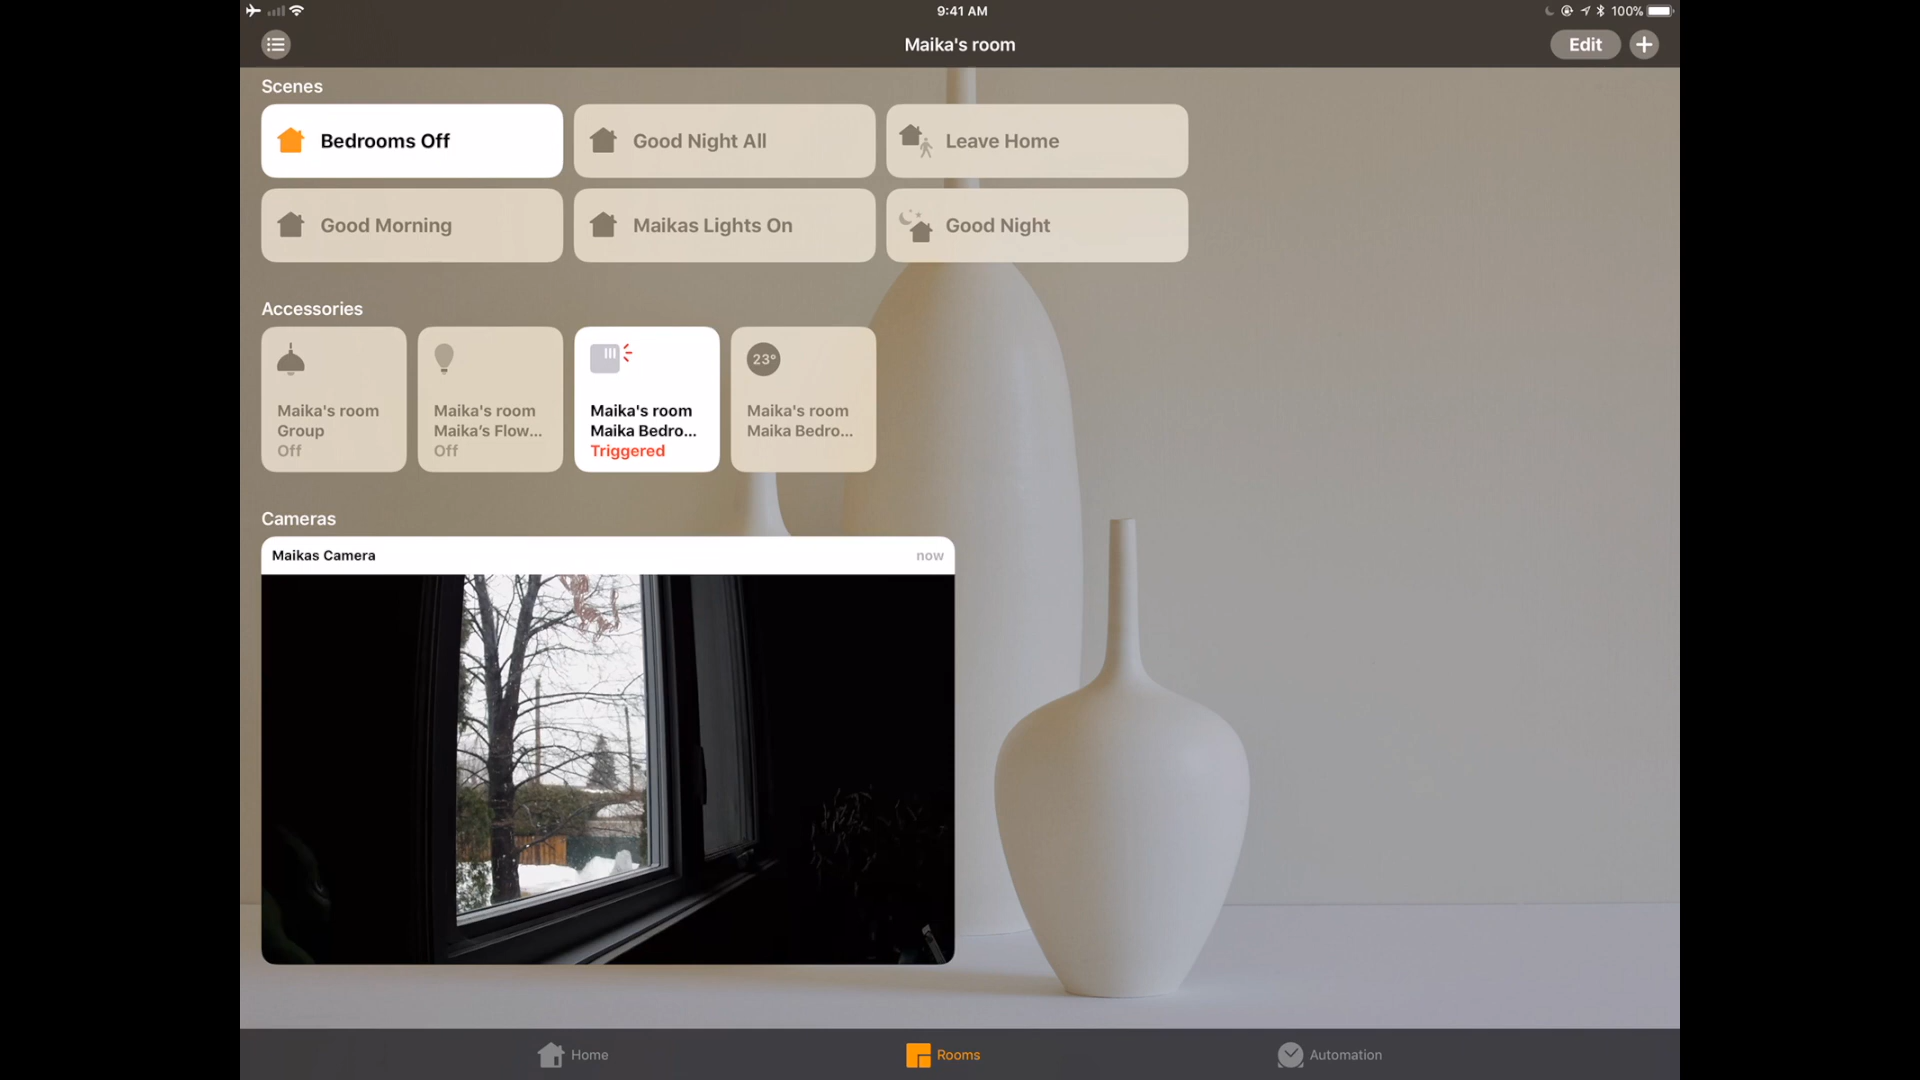 9:41 AM
100%
Maika's room
Edit
Scenes
Bedrooms Off
Good Night All
Leave Home
Good Morning
Maikas Lights On
Good Night
Accessories
Maika's room
Group
Off
Maika's room
Maika’s Flow...
Off
Maika's room
Maika Bedro...
Triggered
23°
Maika's room
Maika Bedro...
Cameras
Maikas Camera
now
Home
Rooms
Automation